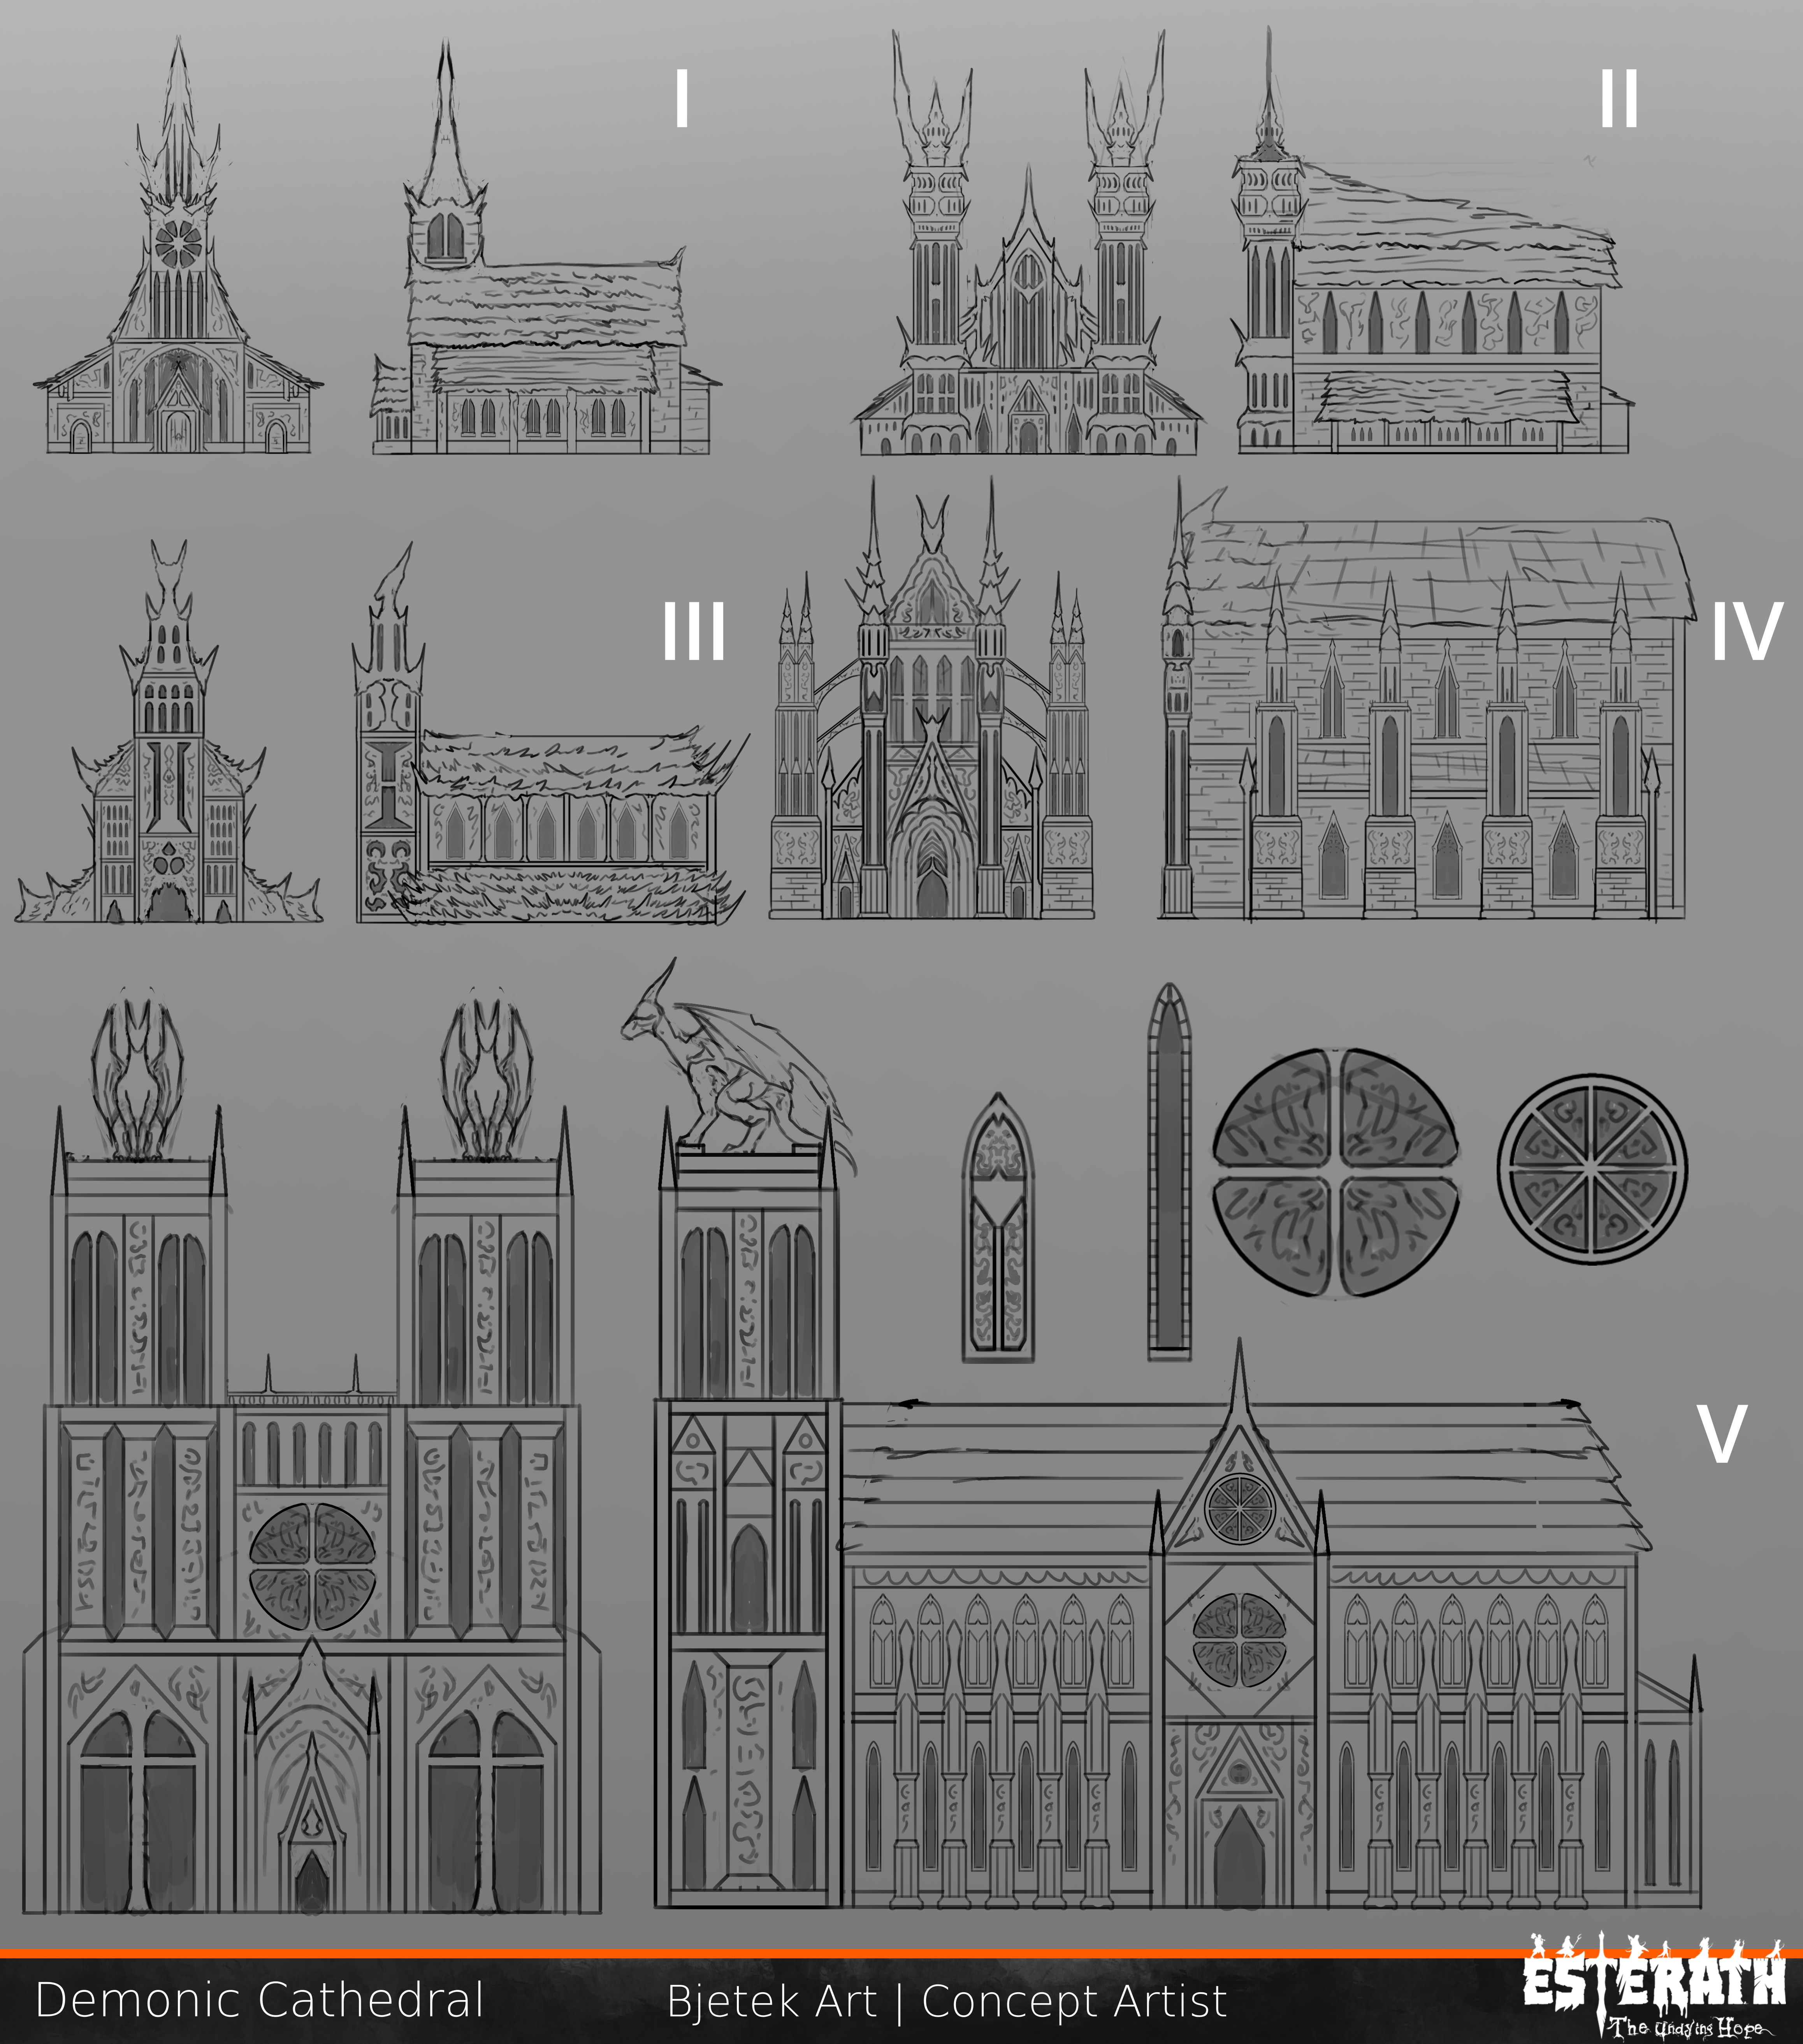 I
II
III
IV
V
Demonic Cathedral
Bjetek Art | Concept Artist
ESTERATH
The Undying Hope